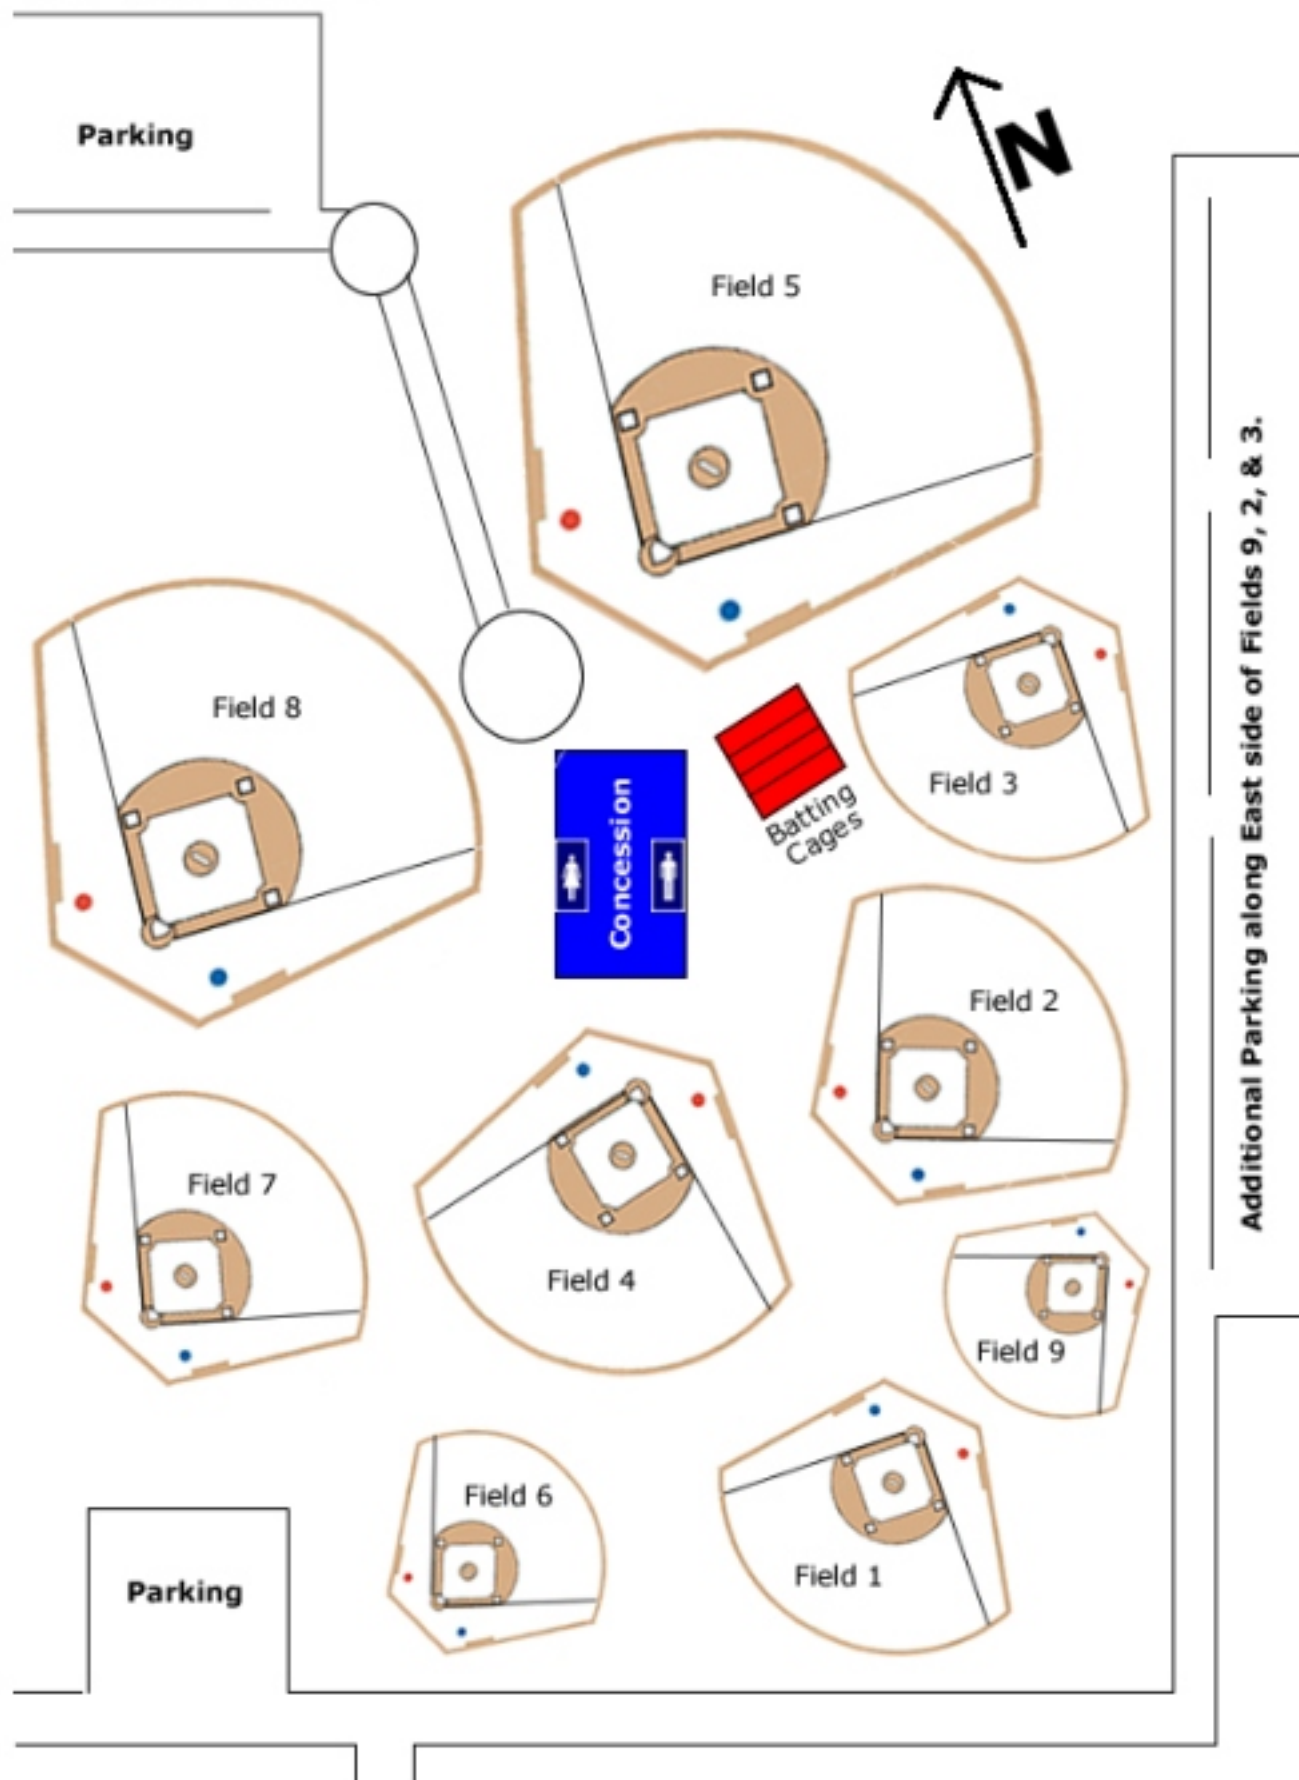 Parking
N
Field 5
Additional Parking along East side of Fields 9, 2, & 3.
Field 8
Field 3
Concession
Batting
Cages
Field 2
Field 7
Field 4
Field 9
Field 6
Field 1
Parking